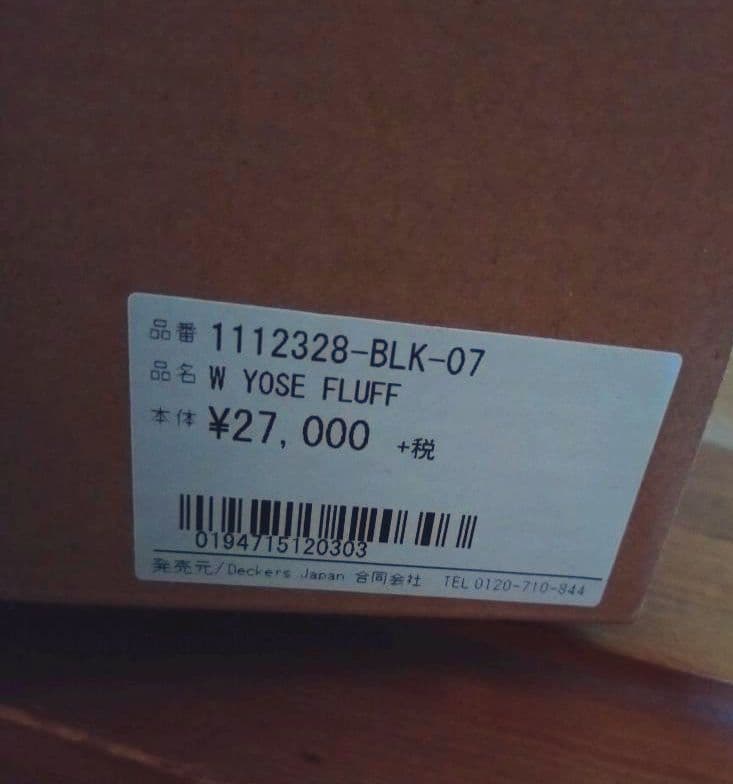 品番 1112328-BLK-07
品名 W YOSE FLUFF
本体 ¥27,000 +税
0194715120303
発売元/Deckers Japan 合同会社 TEL 0120-710-844